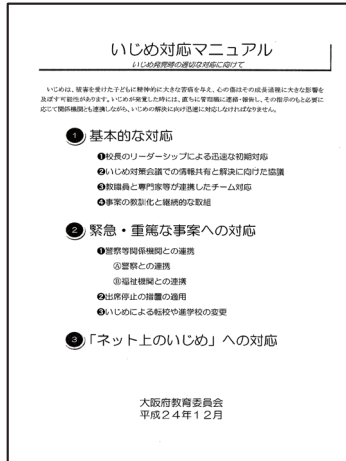 いじめ対応マニュアル
いじめ発見時の適切な対応に向けて
いじめは、被害を受けた子どもに精神的に大きな苦痛を与え、心の傷はその成長過程に大きな影響を
及ぼす可能性があります。いじめが発覚した時には、直ちに管理職に連絡・報告し、その指示のもと必要に
応じて関係機関とも連携しながら、いじめの解決に向け迅速に対応しなければなりません。
❶ 基本的な対応
❶校長のリーダーシップによる迅速な初期対応
❷いじめ対策会議での情報共有と解決に向けた協議
❸教職員と専門家等が連携したチーム対応
❹事案の教訓化と継続的な取組
❷ 緊急・重篤な事案への対応
❶警察等関係機関との連携
Ⓐ警察との連携
Ⓑ福祉機関との連携
❷出席停止の措置の適用
❸いじめによる転校や進学校の変更
❸ 「ネット上のいじめ」への対応
大阪府教育委員会
平成24年12月